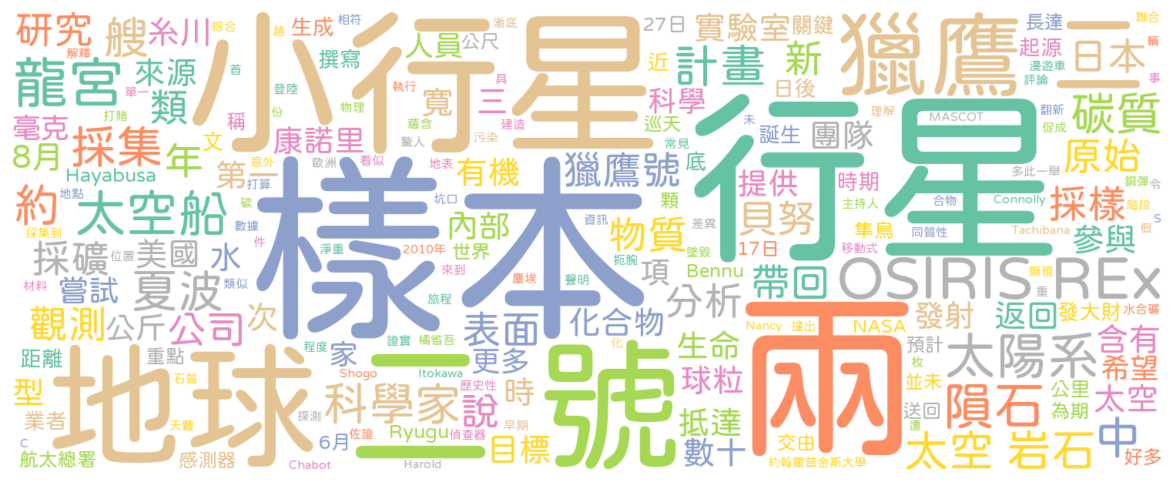 研究
解釋
艘
糸川
綜合
趙
生成
相符
撰寫
澈底
人員
公尺
27日
實驗室
關鍵
獵鷹
長達
起源
聯合
輛
日本
漫遊車
評論
事
龍宮
來源
首
單一
類
登陸
份
打賭
小行星
物理
執行
寬
近
具
三
計畫
新
日後
科學
巡天
建造
理解
二
翻新
促成
碳質
毫克
8月
採集
年
文
稱
康諾里
蘊含
驚人
污染
常見
未
誕生
MASCOT
團隊
多此一舉
原始
Hayabusa
第一
意外
打算
歐洲
看似
地表
有機
獵鷹號
底
行星
提供
時期
合物
鋼彈
令
約
地點
太空船
碳
樣本
坑口
顆
主持人
Connolly
階段
採樣
採集到
數據
內部
資訊
物質
差異
貝努
隼鳥
同質性
Tachibana
S
假
採礦
位置
美國
水
件
淨重
2010年
世界
17日
移動式
參與
材料
嘗試
類似
夏波
來到
塵埃
聲明
扼腕
項
墜毀
Bennu
帶回
OSIRIS
REx
顯現
重
觀測
公斤
公司
次
旅程
表面
化合物
分析
Nancy
撞出
NASA
發射
返回
發大財
水合礦
距離
重點
地球
家
程度
證實
橘省吾
二
更多
號
化
生命
兩
預計
枚
太陽系
含有
希望
型
石質
Shogo
Itokawa
歷史性
球粒
並未
公里
為期
太空
業者
天體
科學家
說
時
早期
抵達
送回
遭
隕石
中
C
探測
6月
佐證
Ryugu
偵查器
目標
數十
交由
太空
岩石
好多
航太總署
感測器
Chabot
Harold
約翰霍普金斯大學